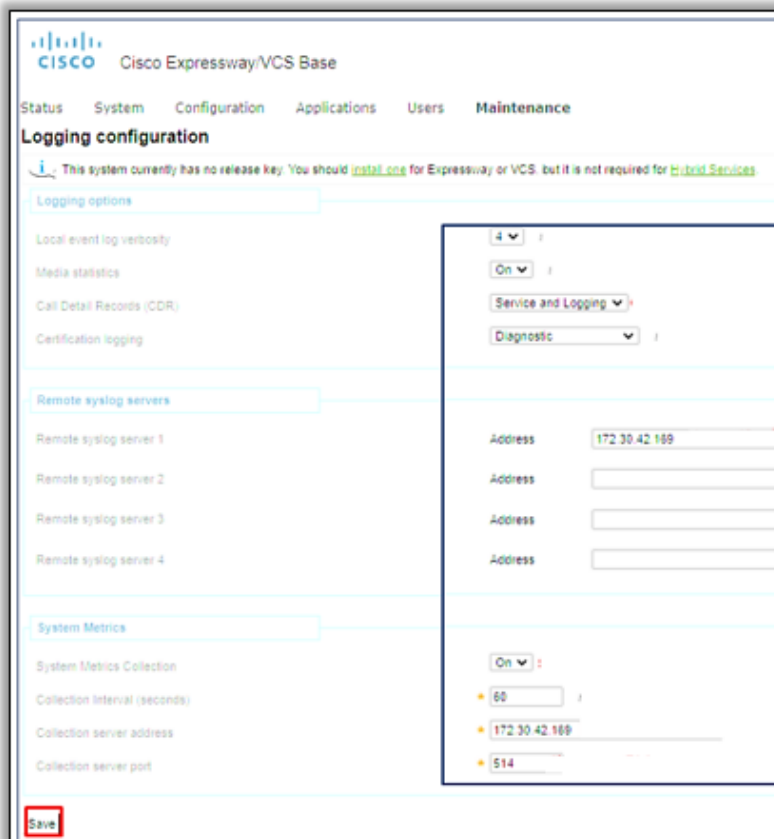 CISCO Cisco Expressway/VCS Base
Status System Configuration Applications Users Maintenance
Logging configuration
i This system currently has no release key. You should install one for Expressway or VCS, but it is not required for Hybrid Services.
Logging options
Local event log verbosity 4
Media statistics On
Call Detail Records (CDR) Service and Logging
Certification logging Diagnostic
Remote syslog servers
Remote syslog server 1 Address 172.30.42.169
Remote syslog server 2 Address
Remote syslog server 3 Address
Remote syslog server 4 Address
System Metrics
System Metrics Collection On
Collection Interval (seconds) * 60
Collection server address * 172.30.42.169
Collection server port * 514
Save